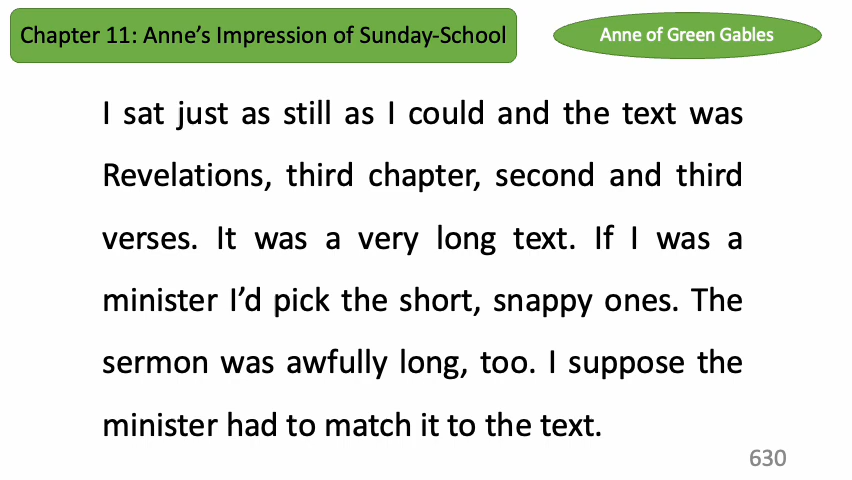 Chapter 11: Anne’s Impression of Sunday-School
Anne of Green Gables
I sat just as still as I could and the text was
Revelations, third chapter, second and third
verses. It was a very long text. If I was a
minister I’d pick the short, snappy ones. The
sermon was awfully long, too. I suppose the
minister had to match it to the text.
630